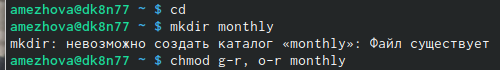 amezhova@dk8n77 ~ $ cd
amezhova@dk8n77 ~ $ mkdir monthly
mkdir: невозможно создать каталог «monthly»: Файл существует
amezhova@dk8n77 ~ $ chmod g-r, o-r monthly